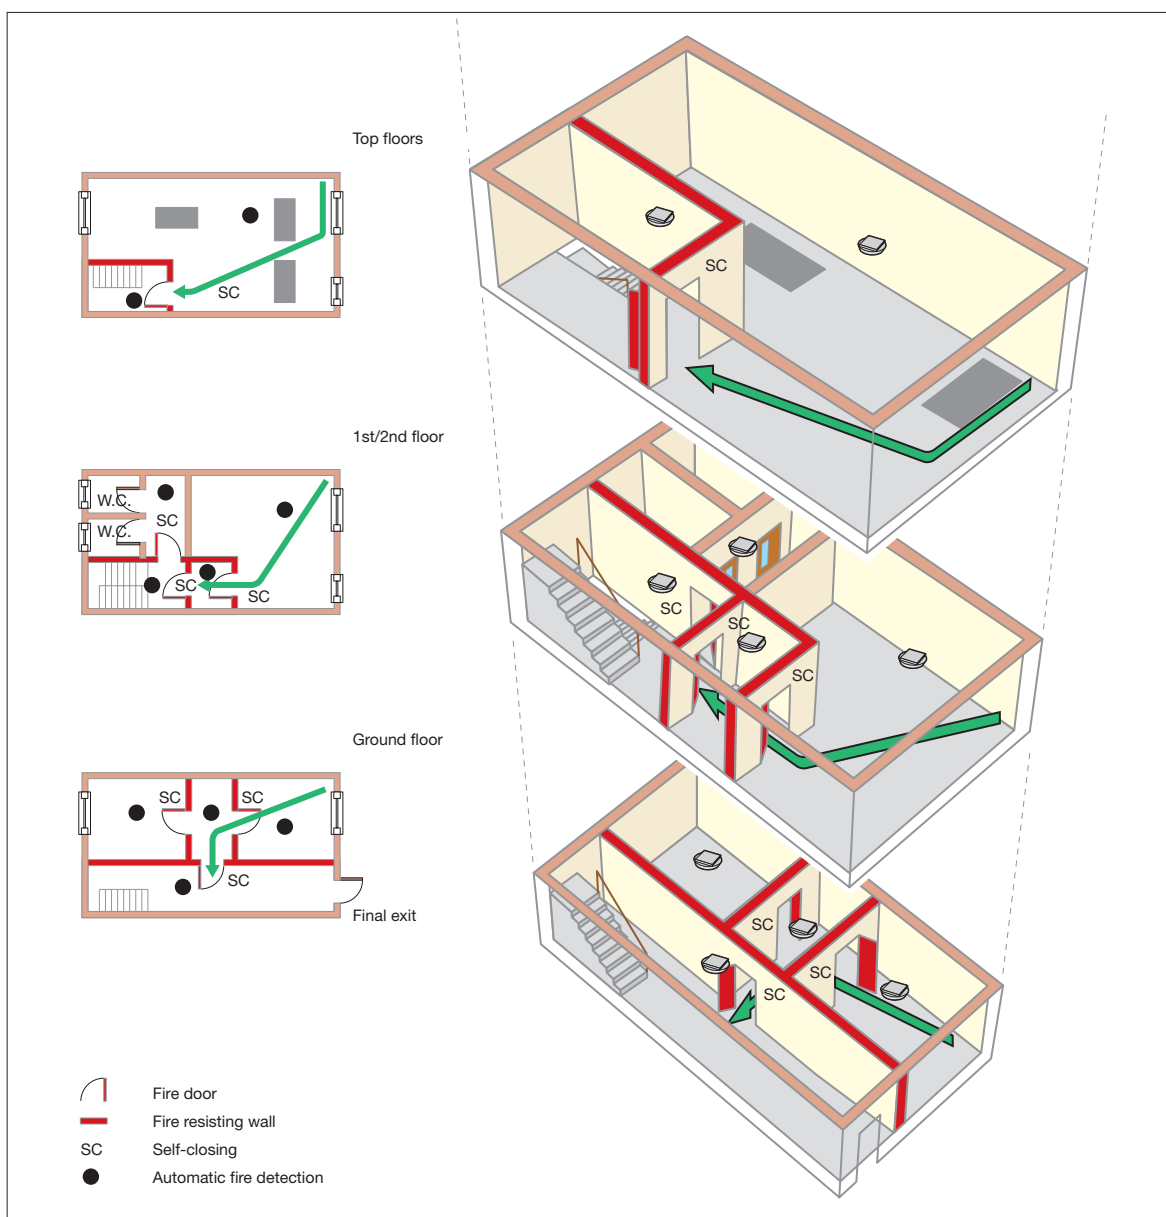 Top floors
SC
SC
1st/2nd floor
W.C.
SC
W.C.
SC
SC
SC
SC
SC
Ground floor
SC
SC
SC
Final exit
SC
SC
SC
Fire door
Fire resisting wall
SC
Self-closing
Automatic fire detection